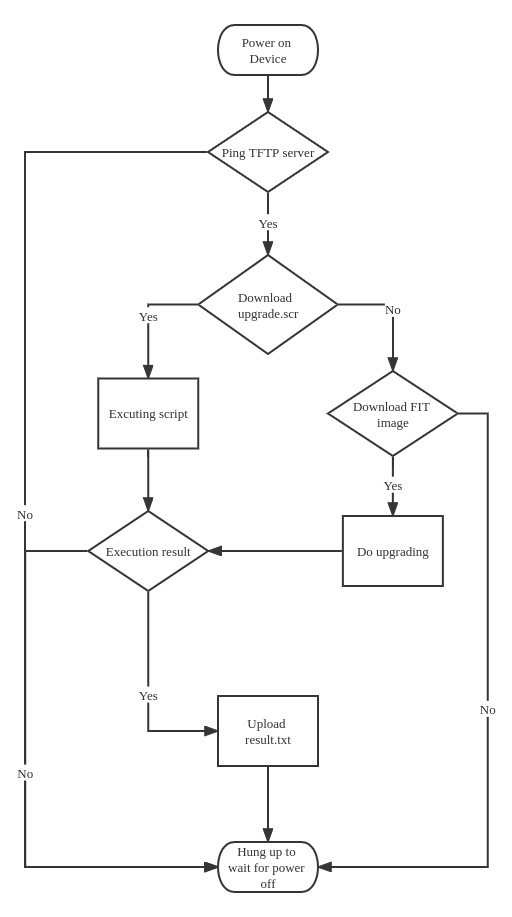 Power on
Device
Ping TFTP server
Yes
Download
upgrade.scr
Yes
No
Excuting script
Download FIT
image
Yes
No
Execution result
Do upgrading
Yes
No
Upload
result.txt
No
Hung up to
wait for power
off